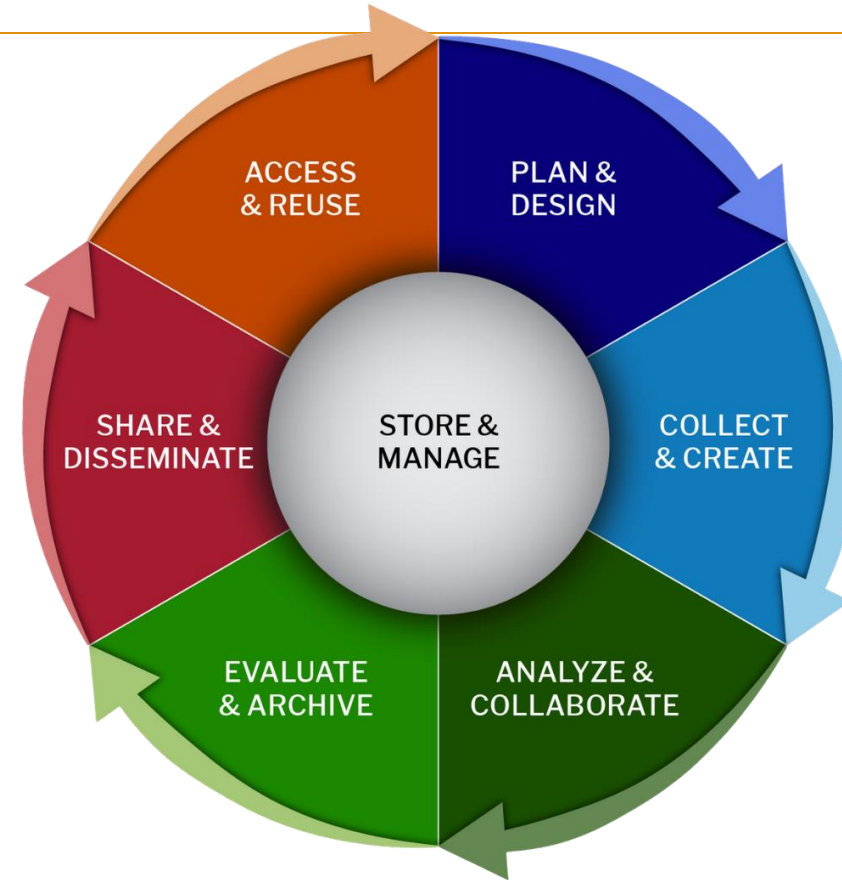 ACCESS
& REUSE
PLAN &
DESIGN
SHARE &
DISSEMINATE
STORE &
MANAGE
COLLECT
& CREATE
EVALUATE
& ARCHIVE
ANALYZE &
COLLABORATE